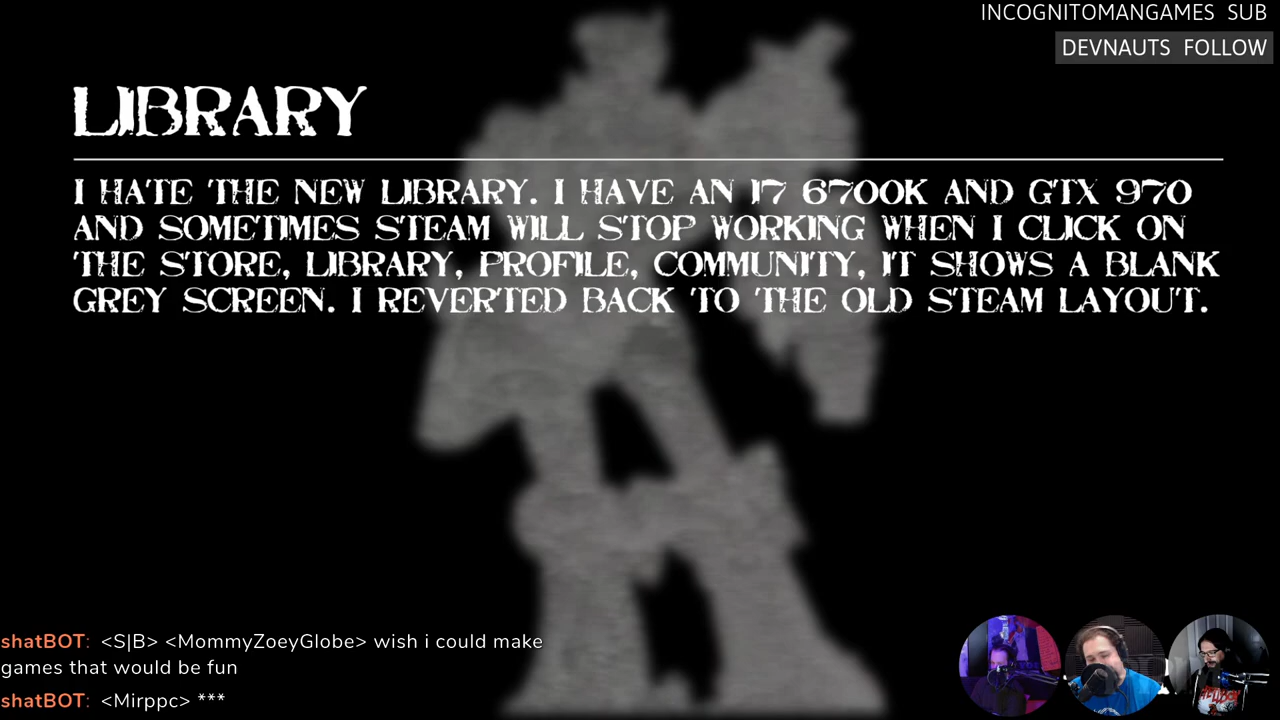 INCOGNITOMANGAMES SUB
DEVNAUTS FOLLOW
LIBRARY
I HATE THE NEW LIBRARY. I HAVE AN I7 6700K AND GTX 970
AND SOMETIMES STEAM WILL STOP WORKING WHEN I CLICK ON
THE STORE, LIBRARY, PROFILE, COMMUNITY, IT SHOWS A BLANK
GREY SCREEN. I REVERTED BACK TO THE OLD STEAM LAYOUT.
shatBOT: <S|B> <MommyZoeyGlobe> wish i could make
games that would be fun
shatBOT: <Mirppc> ***